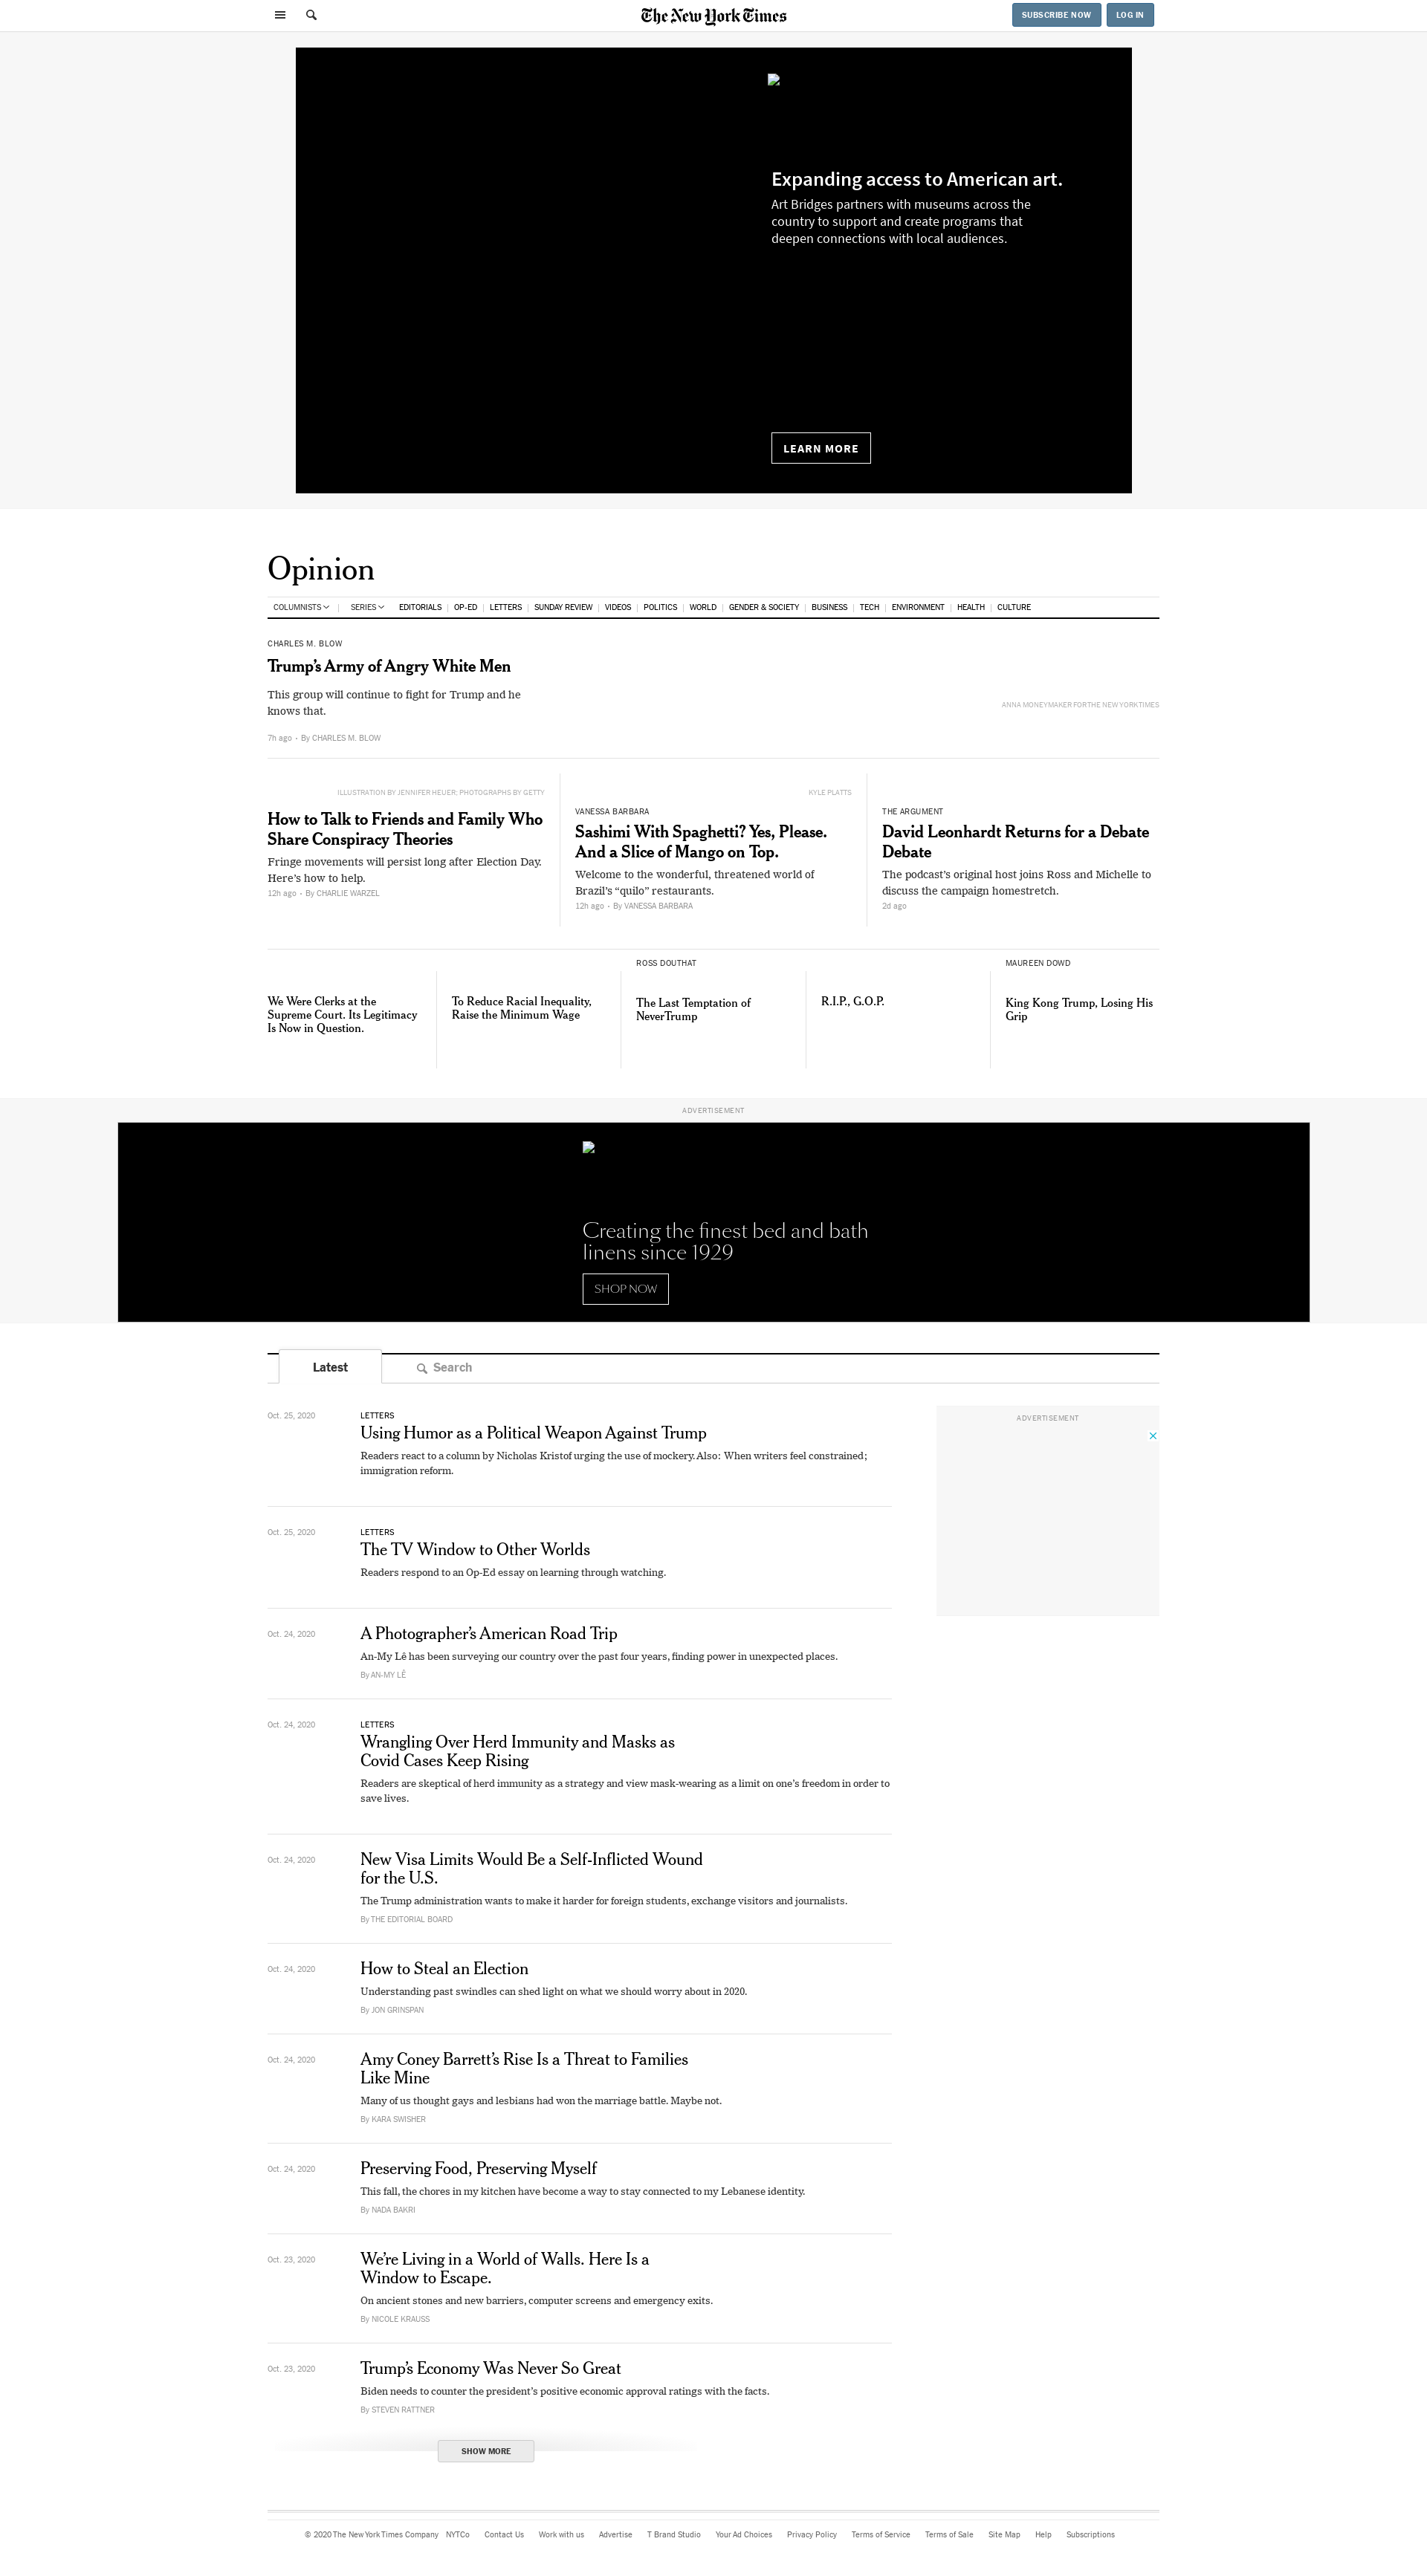 The New York Times
SUBSCRIBE NOW
LOG IN
Expanding access to American art.
Art Bridges partners with museums across the
country to support and create programs that
deepen connections with local audiences.
LEARN MORE
Opinion
COLUMNISTS | SERIES EDITORIALS | OP-ED | LETTERS | SUNDAY REVIEW | VIDEOS | POLITICS | WORLD | GENDER & SOCIETY | BUSINESS | TECH | ENVIRONMENT | HEALTH | CULTURE
CHARLES M. BLOW
Trump’s Army of Angry White Men
This group will continue to fight for Trump and he
knows that.
ANNA MONEYMAKER FOR THE NEW YORK TIMES
7h ago · By CHARLES M. BLOW
ILLUSTRATION BY JENNIFER HEUER; PHOTOGRAPHS BY GETTY
How to Talk to Friends and Family Who
Share Conspiracy Theories
Fringe movements will persist long after Election Day.
Here’s how to help.
12h ago · By CHARLIE WARZEL
KYLE PLATTS
VANESSA BARBARA
Sashimi With Spaghetti? Yes, Please.
And a Slice of Mango on Top.
Welcome to the wonderful, threatened world of
Brazil’s “quilo” restaurants.
12h ago · By VANESSA BARBARA
THE ARGUMENT
David Leonhardt Returns for a Debate
Debate
The podcast’s original host joins Ross and Michelle to
discuss the campaign homestretch.
2d ago
We Were Clerks at the
Supreme Court. Its Legitimacy
Is Now in Question.
To Reduce Racial Inequality,
Raise the Minimum Wage
ROSS DOUTHAT
The Last Temptation of
NeverTrump
R.I.P., G.O.P.
MAUREEN DOWD
King Kong Trump, Losing His
Grip
ADVERTISEMENT
Creating the finest bed and bath
linens since 1929
SHOP NOW
Latest
Search
ADVERTISEMENT
Oct. 25, 2020
LETTERS
Using Humor as a Political Weapon Against Trump
Readers react to a column by Nicholas Kristof urging the use of mockery. Also: When writers feel constrained;
immigration reform.
Oct. 25, 2020
LETTERS
The TV Window to Other Worlds
Readers respond to an Op-Ed essay on learning through watching.
Oct. 24, 2020
A Photographer’s American Road Trip
An-My Lê has been surveying our country over the past four years, finding power in unexpected places.
By AN-MY LÊ
Oct. 24, 2020
LETTERS
Wrangling Over Herd Immunity and Masks as
Covid Cases Keep Rising
Readers are skeptical of herd immunity as a strategy and view mask-wearing as a limit on one’s freedom in order to
save lives.
Oct. 24, 2020
New Visa Limits Would Be a Self-Inflicted Wound
for the U.S.
The Trump administration wants to make it harder for foreign students, exchange visitors and journalists.
By THE EDITORIAL BOARD
Oct. 24, 2020
How to Steal an Election
Understanding past swindles can shed light on what we should worry about in 2020.
By JON GRINSPAN
Oct. 24, 2020
Amy Coney Barrett’s Rise Is a Threat to Families
Like Mine
Many of us thought gays and lesbians had won the marriage battle. Maybe not.
By KARA SWISHER
Oct. 24, 2020
Preserving Food, Preserving Myself
This fall, the chores in my kitchen have become a way to stay connected to my Lebanese identity.
By NADA BAKRI
Oct. 23, 2020
We’re Living in a World of Walls. Here Is a
Window to Escape.
On ancient stones and new barriers, computer screens and emergency exits.
By NICOLE KRAUSS
Oct. 23, 2020
Trump’s Economy Was Never So Great
Biden needs to counter the president’s positive economic approval ratings with the facts.
By STEVEN RATTNER
SHOW MORE
© 2020 The New York Times Company NYTCo Contact Us Work with us Advertise T Brand Studio Your Ad Choices Privacy Policy Terms of Service Terms of Sale Site Map Help Subscriptions